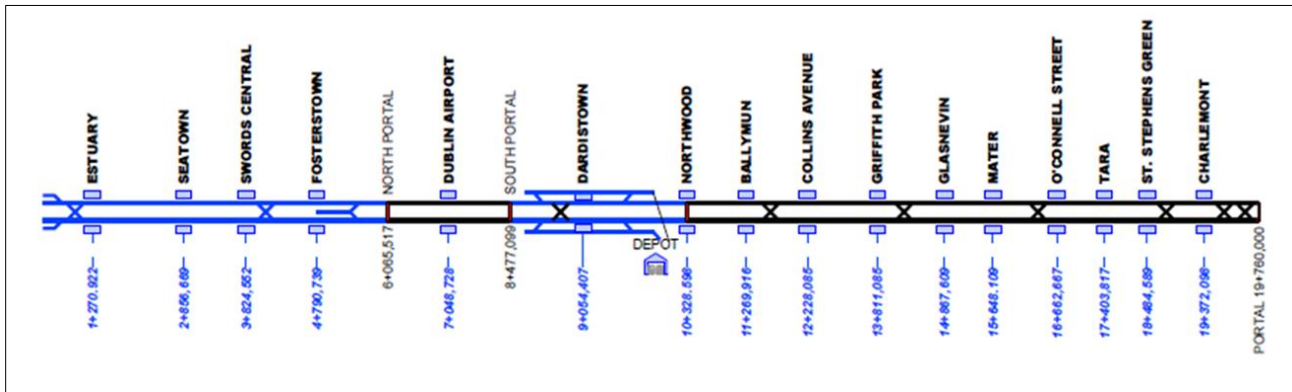 ESTUARY
SEATOWN
SWORDS CENTRAL
FOSTERSTOWN
NORTH PORTAL
DUBLIN AIRPORT
SOUTH PORTAL
DARDISTOWN
NORTHWOOD
BALLYMUN
COLLINS AVENUE
GRIFFITH PARK
GLASNEVIN
MATER
O'CONNELL STREET
TARA
ST. STEPHENS GREEN
CHARLEMONT
DEPOT
1+270,922
2+856,669
3+824,552
4+790,739
6+065,517
7+048,728
8+477,099
9+054,407
10+328,596
11+269,916
12+228,085
13+811,085
14+867,609
15+648,109
16+662,667
17+403,817
18+484,589
19+372,096
PORTAL 19+760,000